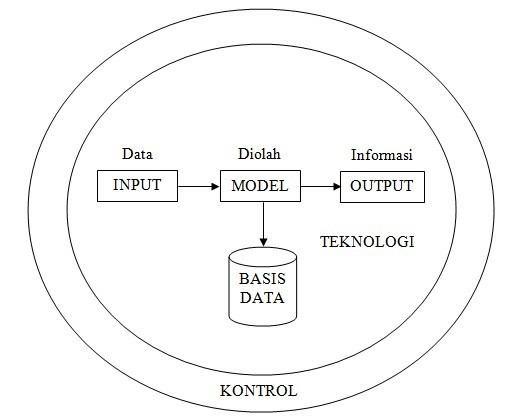 Data
Diolah
Informasi
INPUT
MODEL
OUTPUT
TEKNOLOGI
BASIS
DATA
KONTROL